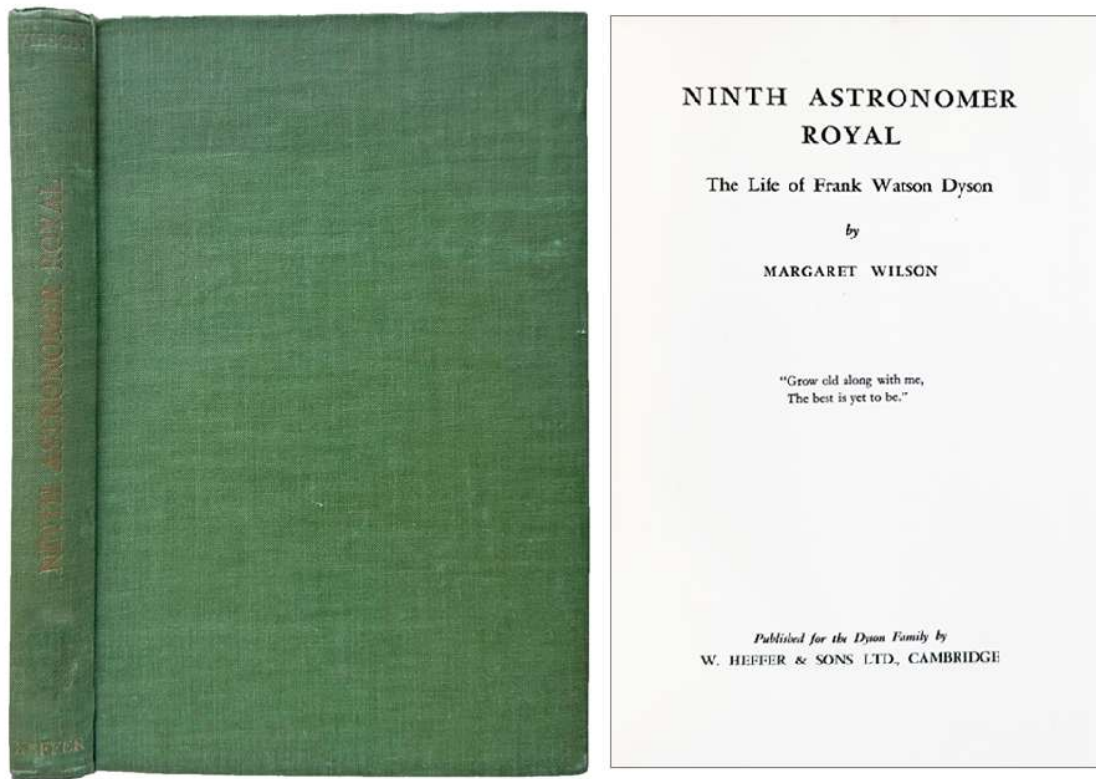 WILSON
NINTH ASTRONOMER ROYAL
HEFFER
NINTH ASTRONOMER
ROYAL
The Life of Frank Watson Dyson
by
MARGARET WILSON
"Grow old along with me,
The best is yet to be."
Published for the Dyson Family by
W. HEFFER & SONS LTD., CAMBRIDGE